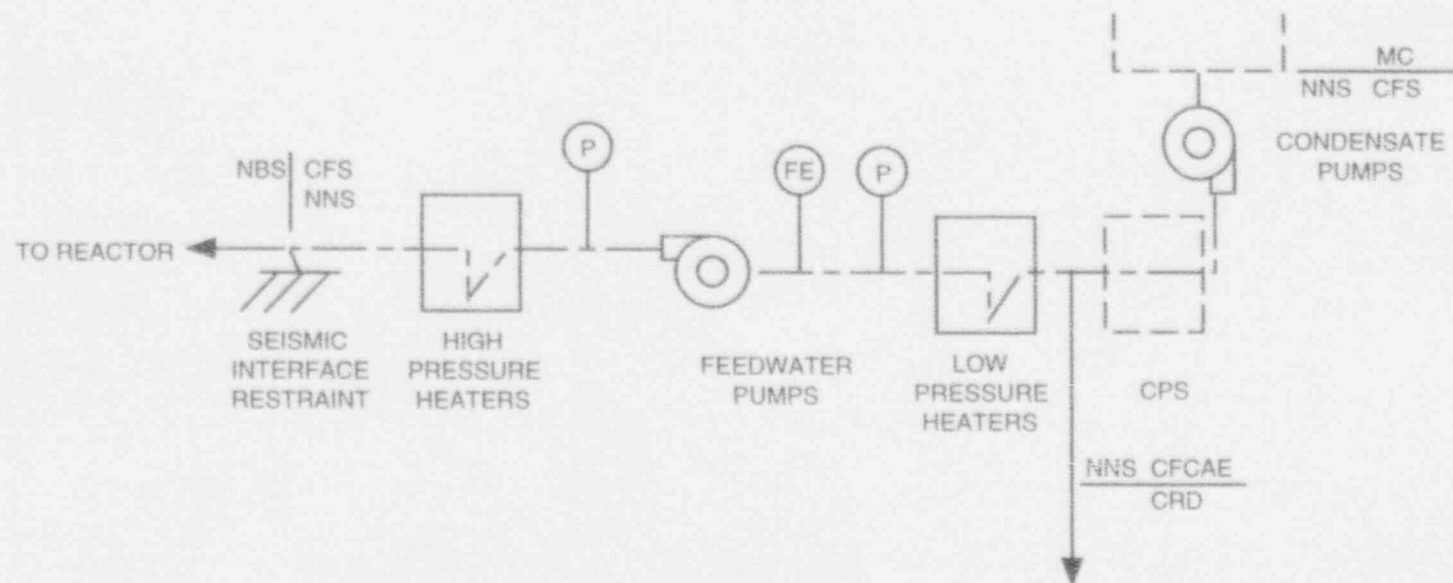 MC
NNS CFS
CONDENSATE
PUMPS
P
FE
P
NBS CFS
NNS
TO REACTOR
SEISMIC
INTERFACE
RESTRAINT
HIGH
PRESSURE
HEATERS
FEEDWATER
PUMPS
LOW
PRESSURE
HEATERS
CPS
NNS CFCAE
CRD